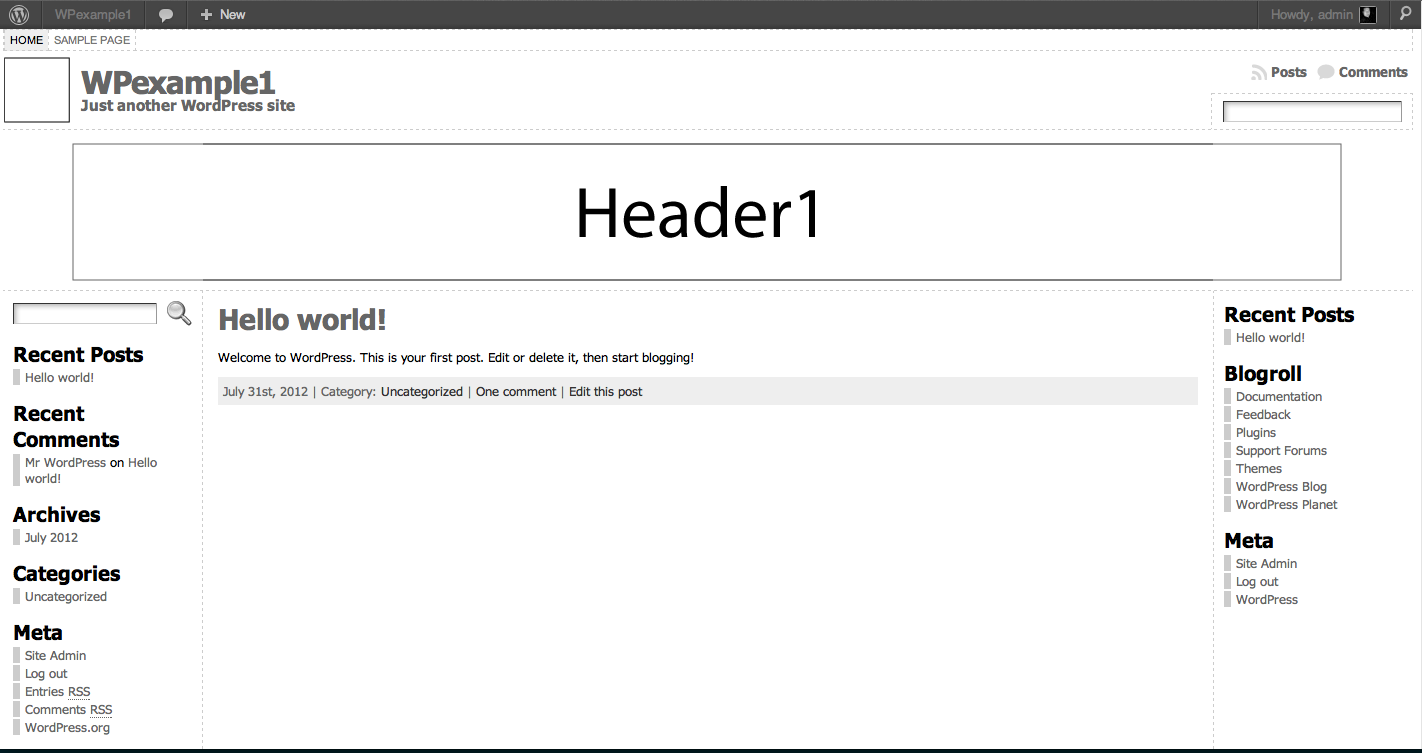 WPexample1 New Howdy, admin
HOME SAMPLE PAGE
WPexample1
Just another WordPress site
Posts Comments
Header1
Recent Posts
Hello world!
Recent
Comments
Mr WordPress on Hello
world!
Archives
July 2012
Categories
Uncategorized
Meta
Site Admin
Log out
Entries RSS
Comments RSS
WordPress.org
Hello world!
Welcome to WordPress. This is your first post. Edit or delete it, then start blogging!
July 31st, 2012 | Category: Uncategorized | One comment | Edit this post
Recent Posts
Hello world!
Blogroll
Documentation
Feedback
Plugins
Support Forums
Themes
WordPress Blog
WordPress Planet
Meta
Site Admin
Log out
WordPress